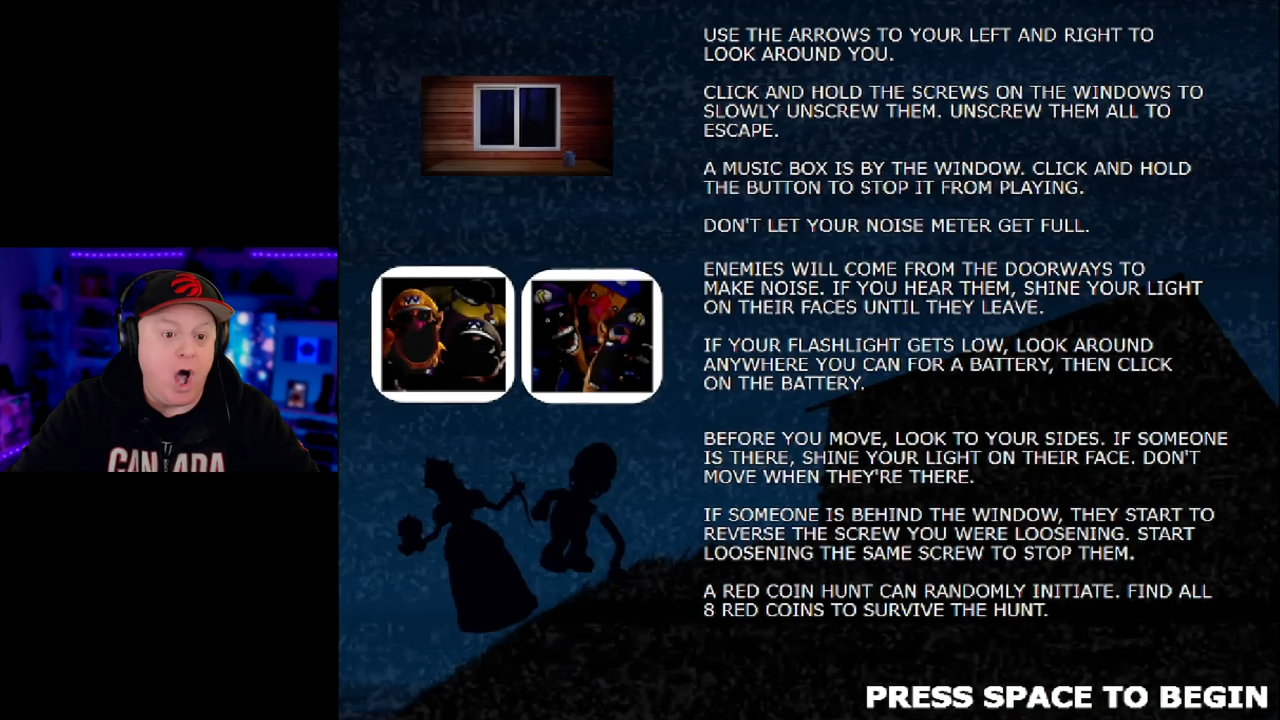 USE THE ARROWS TO YOUR LEFT AND RIGHT TO
LOOK AROUND YOU.
CLICK AND HOLD THE SCREWS ON THE WINDOWS TO
SLOWLY UNSCREW THEM. UNSCREW THEM ALL TO
ESCAPE.
A MUSIC BOX IS BY THE WINDOW. CLICK AND HOLD
THE BUTTON TO STOP IT FROM PLAYING.
DON'T LET YOUR NOISE METER GET FULL.
ENEMIES WILL COME FROM THE DOORWAYS TO
MAKE NOISE. IF YOU HEAR THEM, SHINE YOUR LIGHT
ON THEIR FACES UNTIL THEY LEAVE.
IF YOUR FLASHLIGHT GETS LOW, LOOK AROUND
ANYWHERE YOU CAN FOR A BATTERY, THEN CLICK
ON THE BATTERY.
BEFORE YOU MOVE, LOOK TO YOUR SIDES. IF SOMEONE
IS THERE, SHINE YOUR LIGHT ON THEIR FACE. DON'T
MOVE WHEN THEY'RE THERE.
IF SOMEONE IS BEHIND THE WINDOW, THEY START TO
REVERSE THE SCREW YOU WERE LOOSENING. START
LOOSENING THE SAME SCREW TO STOP THEM.
A RED COIN HUNT CAN RANDOMLY INITIATE. FIND ALL
8 RED COINS TO SURVIVE THE HUNT.
PRESS SPACE TO BEGIN